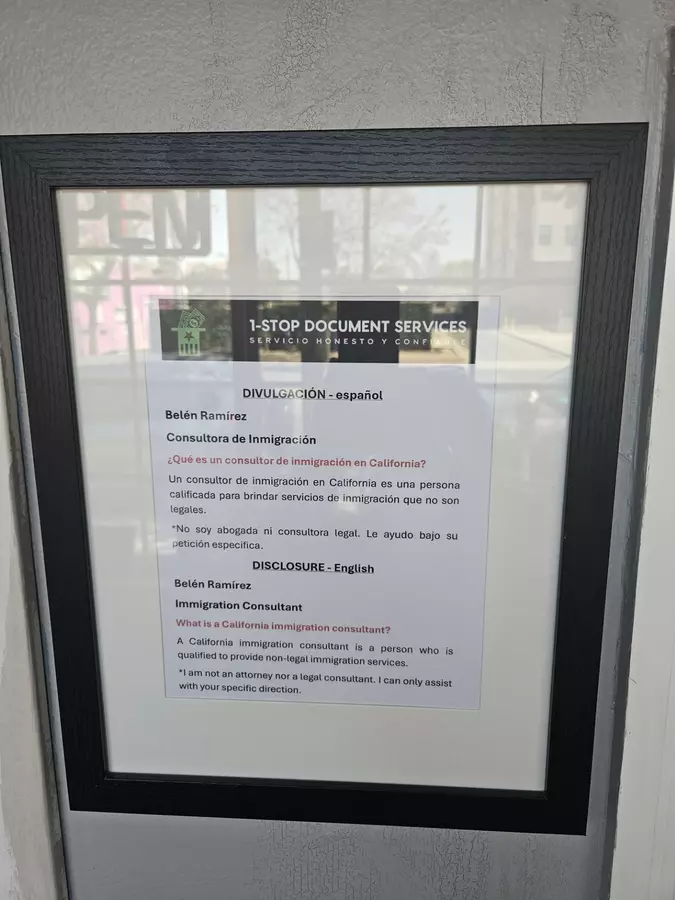 1-STOP DOCUMENT SERVICES
SERVICIO HONESTO Y CONFIABLE
DIVULGACIÓN - español
Belén Ramírez
Consultora de Inmigración
¿Qué es un consultor de inmigración en California?
Un consultor de inmigración en California es una persona
calificada para brindar servicios de inmigración que no son
legales.
*No soy abogada ni consultora legal. Le ayudo bajo su
petición especifica.
DISCLOSURE - English
Belén Ramírez
Immigration Consultant
What is a California immigration consultant?
A California immigration consultant is a person who is
qualified to provide non-legal immigration services.
*I am not an attorney nor a legal consultant. I can only assist
with your specific direction.